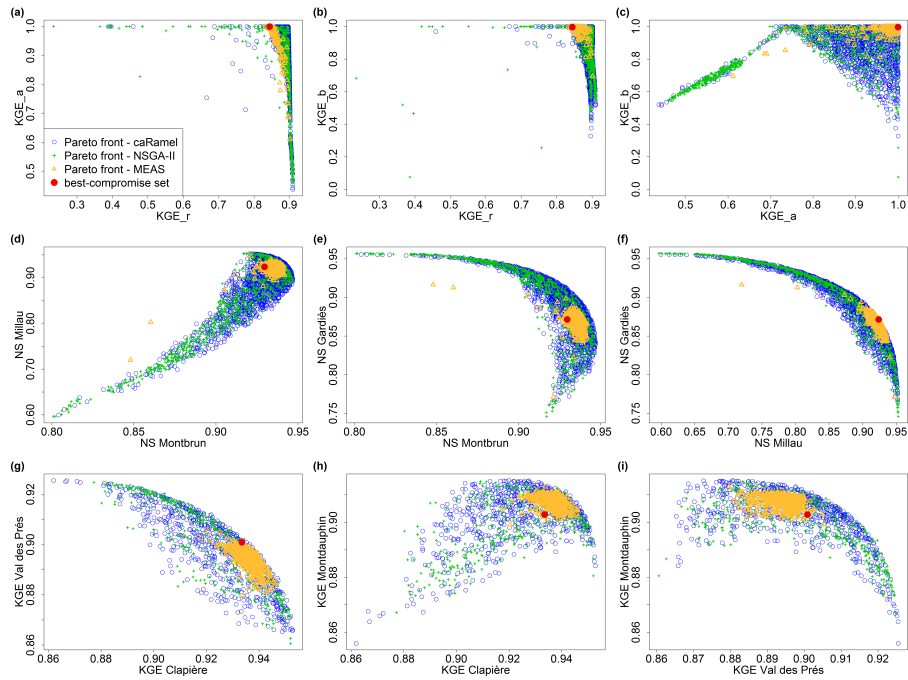 (a)
KGE_a
0.5 0.6 0.7 0.8 0.9 1.0
Pareto front - caRamel
Pareto front - NSGA-II
Pareto front - MEAS
best-compromise set
0.3 0.4 0.5 0.6 0.7 0.8 0.9
KGE_r
(b)
KGE_b
0.0 0.2 0.4 0.6 0.8 1.0
0.3 0.4 0.5 0.6 0.7 0.8 0.9
KGE_r
(c)
KGE_b
0.0 0.2 0.4 0.6 0.8 1.0
0.5 0.6 0.7 0.8 0.9 1.0
KGE_a
(d)
NS Millau
0.60 0.70 0.80 0.90
0.80 0.85 0.90 0.95
NS Montbrun
(e)
NS Gardiès
0.75 0.80 0.85 0.90 0.95
0.80 0.85 0.90 0.95
NS Montbrun
(f)
NS Gardiès
0.75 0.80 0.85 0.90 0.95
0.60 0.65 0.70 0.75 0.80 0.85 0.90 0.95
NS Millau
(g)
KGE Val des Prés
0.86 0.88 0.90 0.92
0.86 0.88 0.90 0.92 0.94
KGE Clapière
(h)
KGE Montdauphin
0.86 0.88 0.90
0.86 0.88 0.90 0.92 0.94
KGE Clapière
(i)
KGE Montdauphin
0.86 0.88 0.90
0.86 0.87 0.88 0.89 0.90 0.91 0.92
KGE Val des Prés